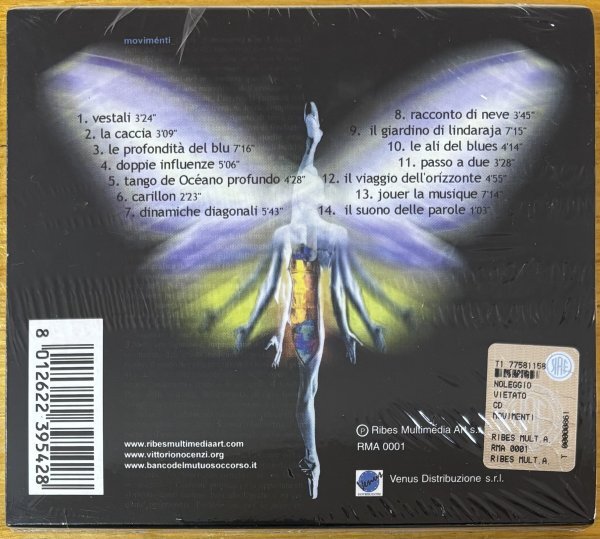 moviménti
1. vestali 3'24"
2. la caccia 3'09"
3. le profondità del blu 7'16"
4. doppie influenze 5'06"
5. tango de Océano profundo 4'28"
6. carillon 2'23"
7. dinamiche diagonali 5'43"
8. racconto di neve 3'45"
9. il giardino di lindaraja 7'15"
10. le ali del blues 4'14"
11. passo a due 3'28"
12. il viaggio dell'orizzonte 4'55"
13. jouer la musique 7'14"
14. il suono delle parole 1'03"
8 012622 395428
www.ribesmultimediaart.com
www.vittorionocenzi.org
www.bancodelmutuosoccorso.it
℗ Ribes Multimedia Art s.
RMA 0001
Venus
Venus Distribuzione s.r.l.
T1 77581158
NOLEGGIO
VIETATO
CD
MOVIMENTI
RIBES MULT.A
RMA 0001
RIBES MULT.A
T 00000861